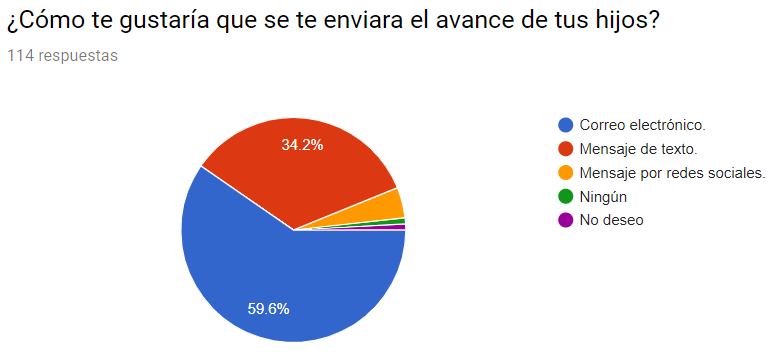 ¿Cómo te gustaría que se te enviara el avance de tus hijos?
114 respuestas
34.2%
59.6%
Correo electrónico.
Mensaje de texto.
Mensaje por redes sociales.
Ningún
No deseo